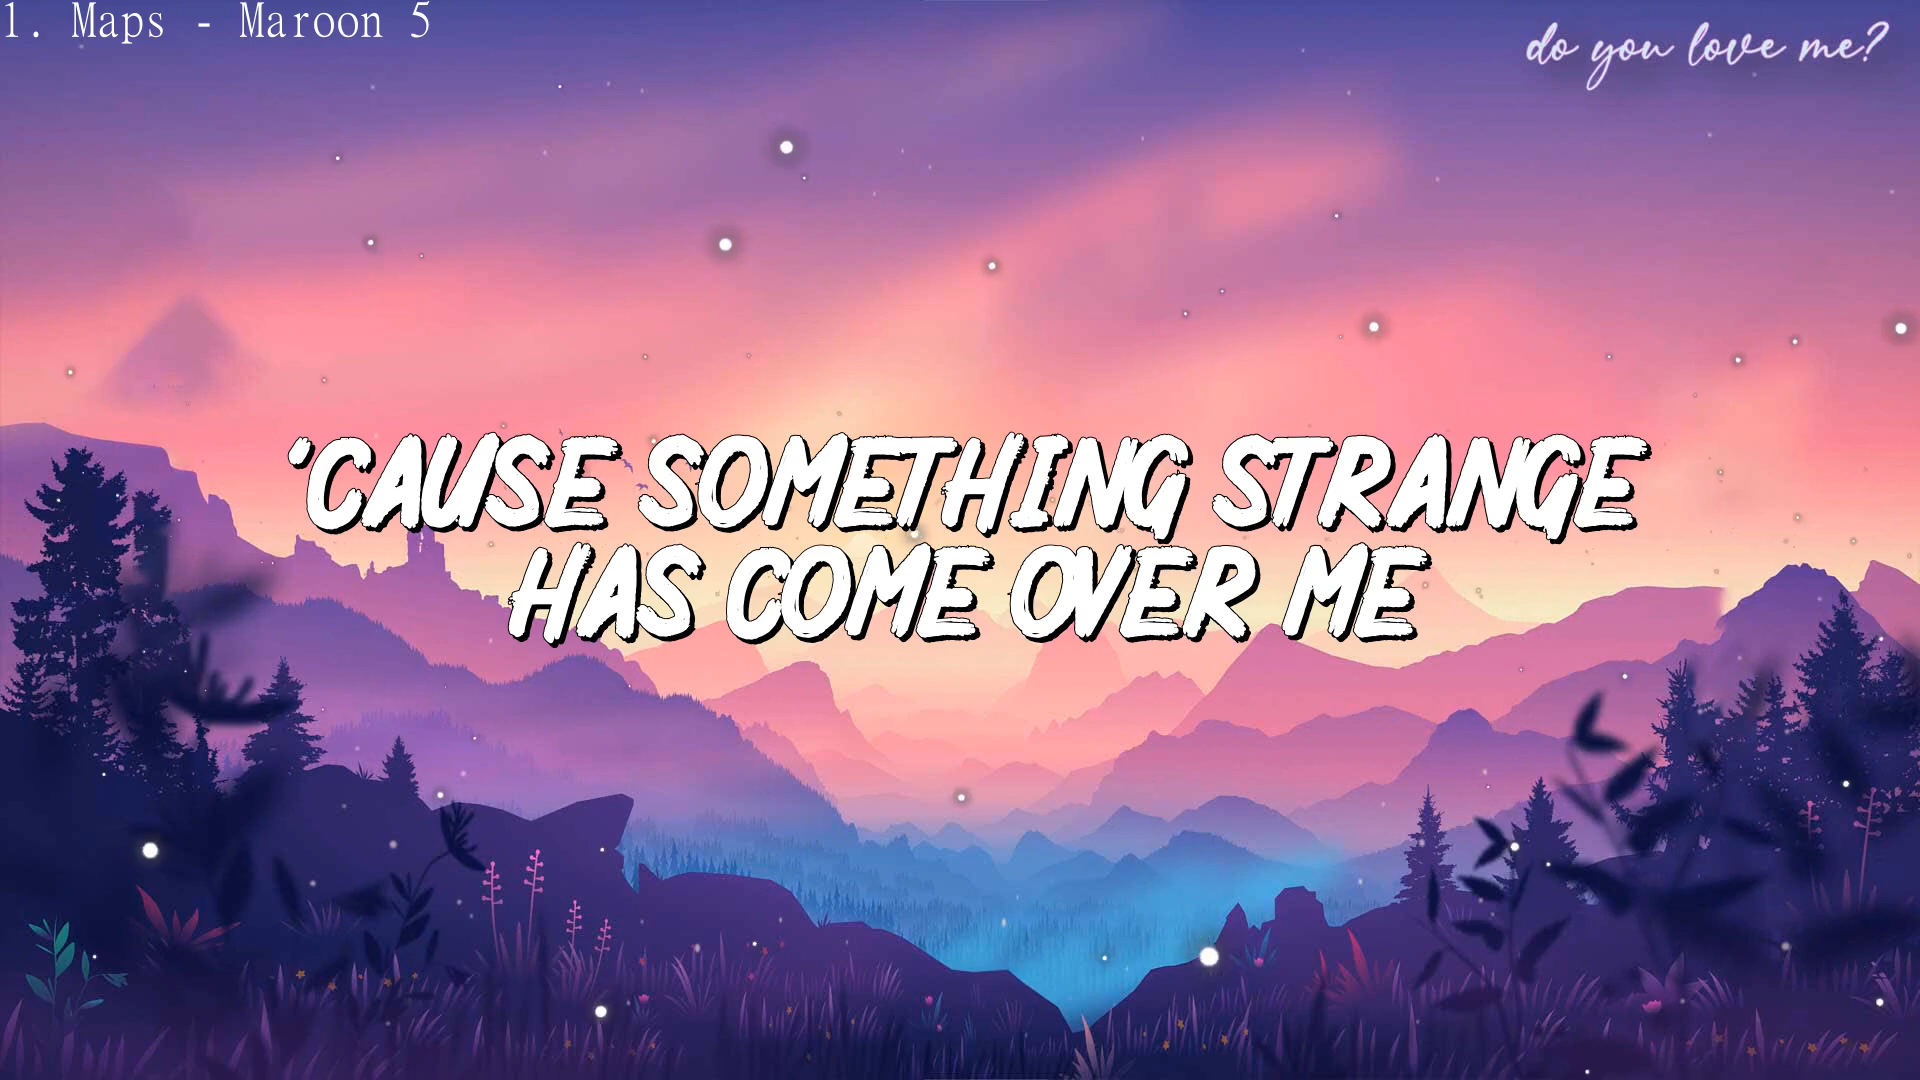 1. Maps - Maroon 5
do you love me?
'CAUSE SOMETHING STRANGE
HAS COME OVER ME